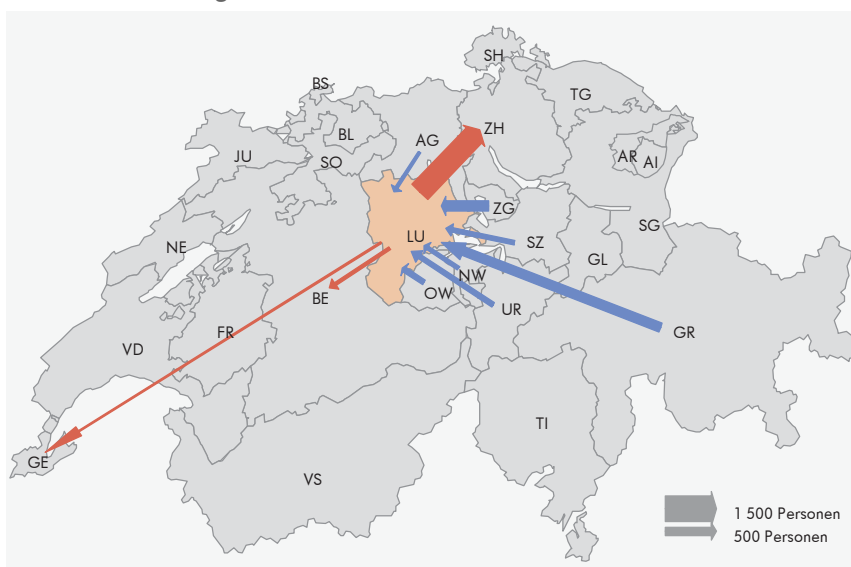 SH
BS
TG
ZH
BL
AG
JU
SO
AR
AI
ZG
LU
SZ
SG
NE
GL
NW
BE
OW
UR
FR
GR
VD
TI
GE
VS
1 500 Personen
500 Personen